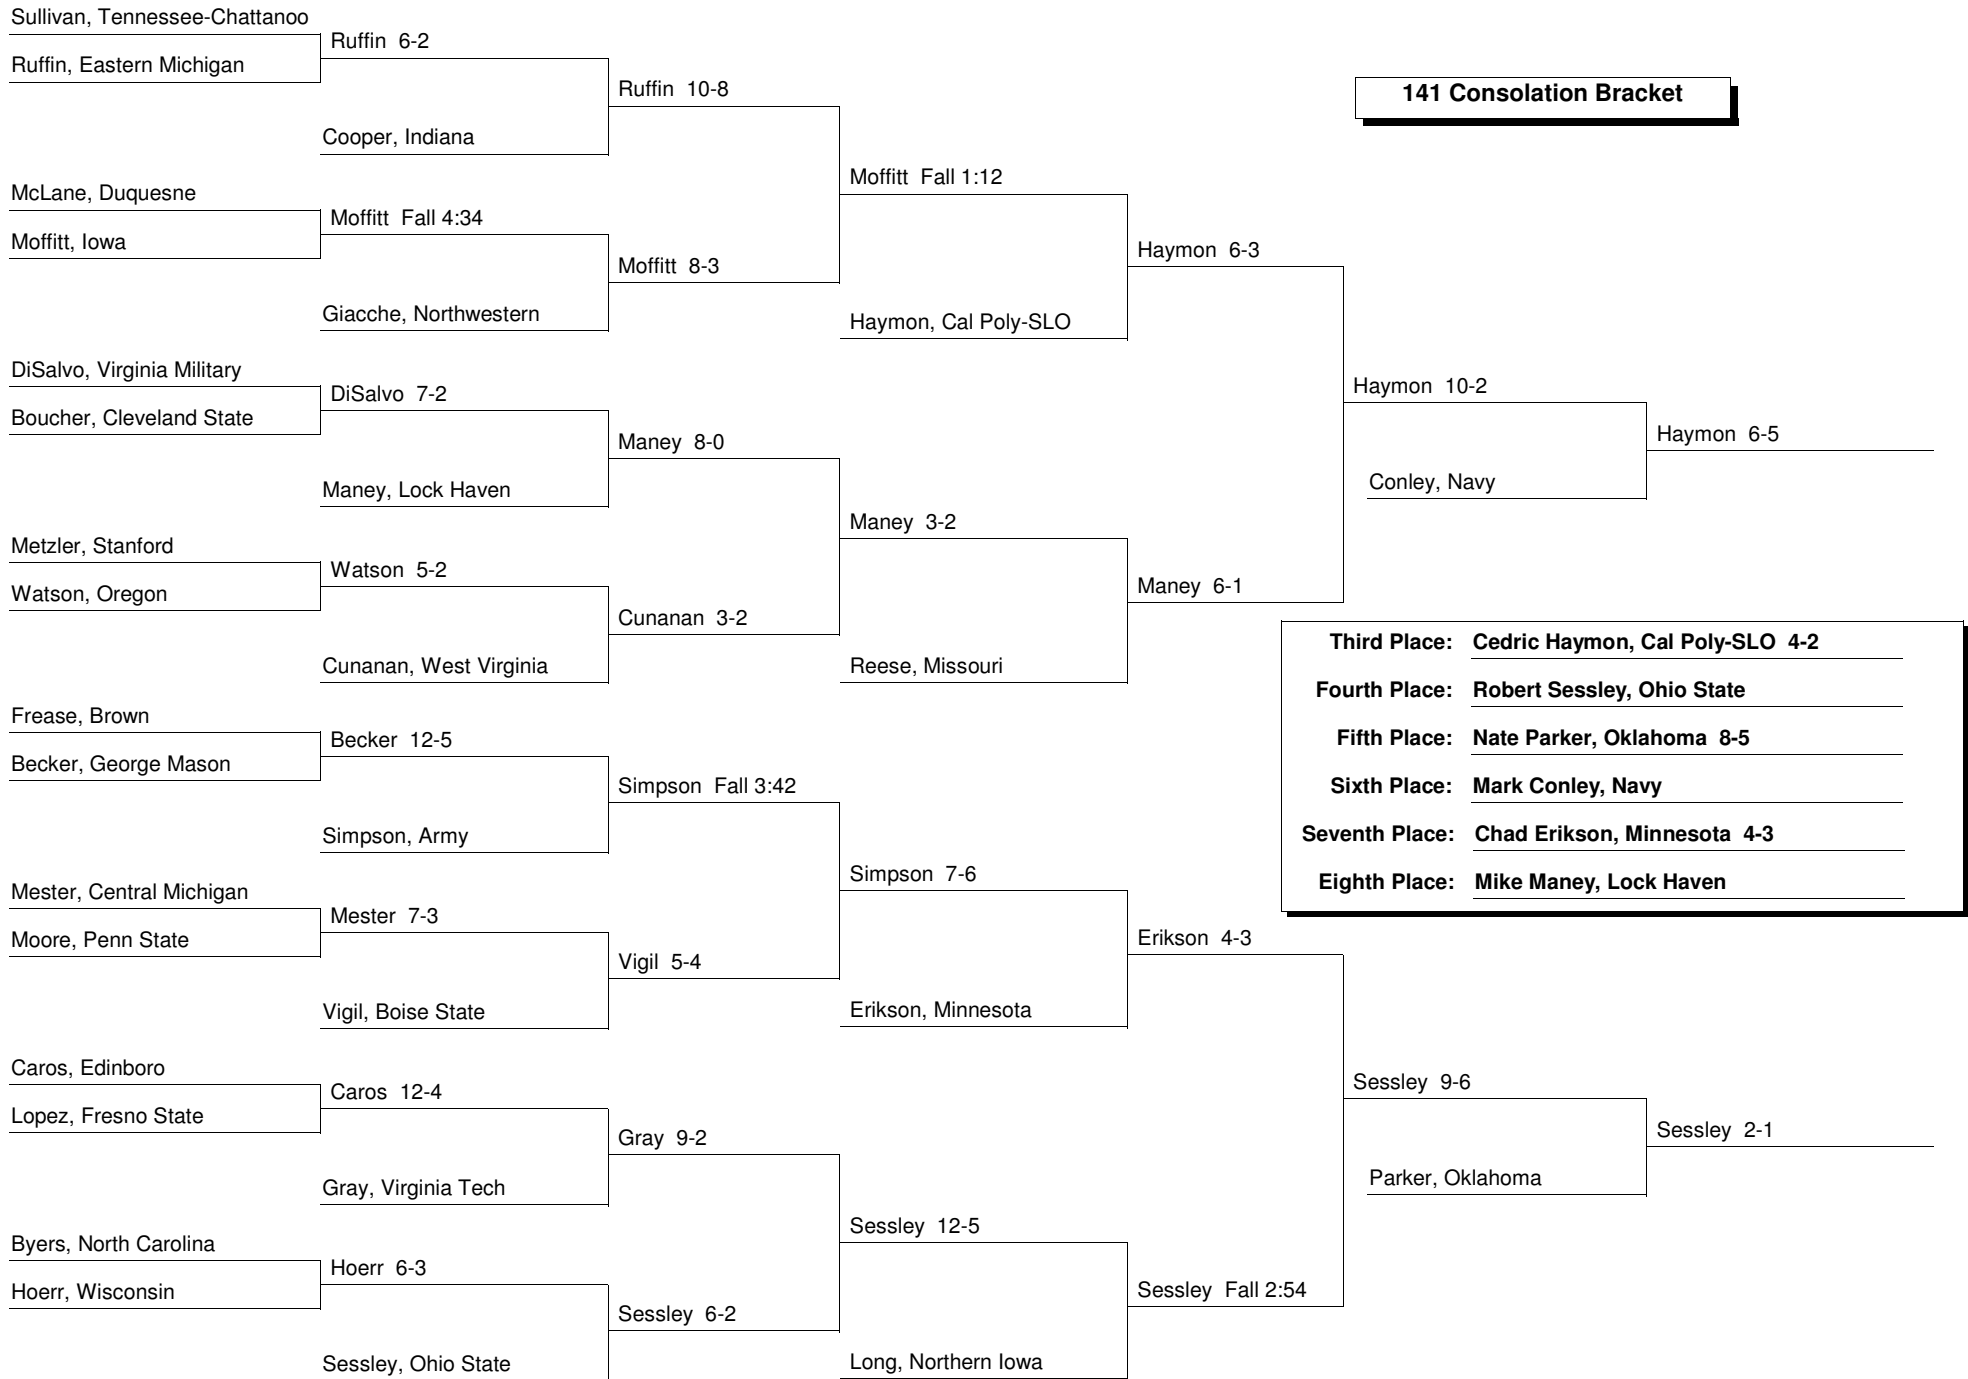 Sullivan, Tennessee-Chattanoo
Ruffin 6-2
Ruffin, Eastern Michigan
Ruffin 10-8
141 Consolation Bracket
Cooper, Indiana
Moffitt Fall 1:12
McLane, Duquesne
Moffitt Fall 4:34
Moffitt, Iowa
Haymon 6-3
Moffitt 8-3
Giacche, Northwestern
Haymon, Cal Poly-SLO
DiSalvo, Virginia Military
Haymon 10-2
DiSalvo 7-2
Boucher, Cleveland State
Haymon 6-5
Maney 8-0
Conley, Navy
Maney, Lock Haven
Maney 3-2
Metzler, Stanford
Watson 5-2
Maney 6-1
Watson, Oregon
Cunanan 3-2
Third Place: Cedric Haymon, Cal Poly-SLO 4-2
Cunanan, West Virginia
Reese, Missouri
Fourth Place: Robert Sessley, Ohio State
Frease, Brown
Fifth Place: Nate Parker, Oklahoma 8-5
Becker 12-5
Becker, George Mason
Simpson Fall 3:42
Sixth Place: Mark Conley, Navy
Simpson, Army
Seventh Place: Chad Erikson, Minnesota 4-3
Simpson 7-6
Eighth Place: Mike Maney, Lock Haven
Mester, Central Michigan
Mester 7-3
Moore, Penn State
Erikson 4-3
Vigil 5-4
Vigil, Boise State
Erikson, Minnesota
Caros, Edinboro
Sessley 9-6
Caros 12-4
Lopez, Fresno State
Sessley 2-1
Gray 9-2
Parker, Oklahoma
Gray, Virginia Tech
Sessley 12-5
Byers, North Carolina
Hoerr 6-3
Hoerr, Wisconsin
Sessley Fall 2:54
Sessley 6-2
Sessley, Ohio State
Long, Northern Iowa